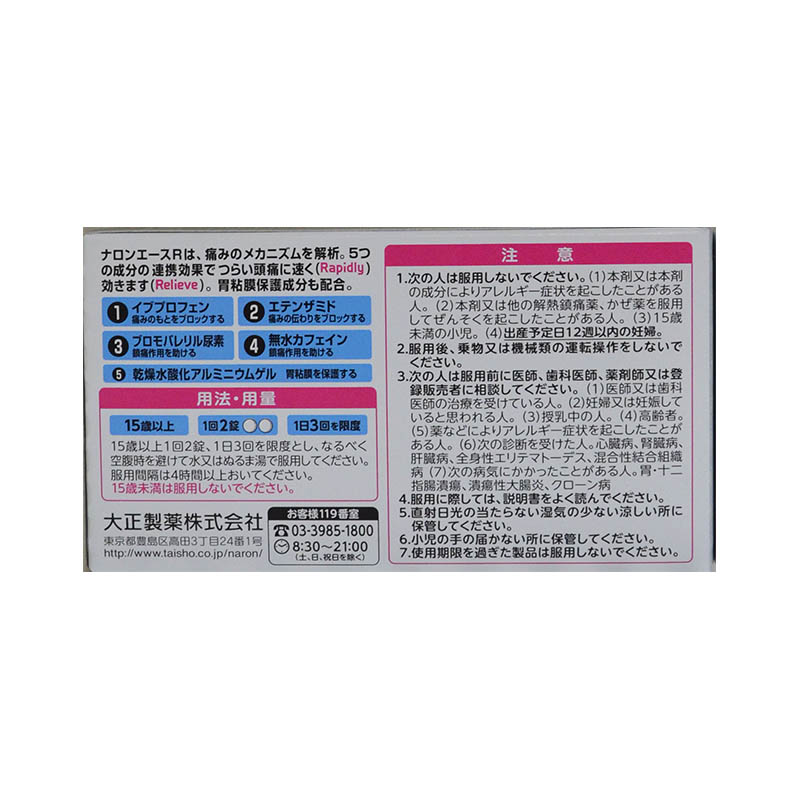 ナロンエースRは、痛みのメカニズムを解析。5つ
の成分の連携効果でつらい頭痛に速く(Rapidly)
効きます(Relieve)。胃粘膜保護成分も配合。
1 イブプロフェン
痛みのもとをブロックする
2 エテンザミド
痛みの伝わりをブロックする
3 ブロモバレリル尿素
鎮痛作用を助ける
4 無水カフェイン
鎮痛作用を助ける
5 乾燥水酸化アルミニウムゲル 胃粘膜を保護する
用法・用量
15歳以上 1回2錠 1日3回を限度
15歳以上1回2錠、1日3回を限度とし、なるべく
空腹時を避けて水又はぬるま湯で服用してください。
服用間隔は4時間以上おいてください。
15歳未満は服用しないでください。
大正製薬株式会社
東京都豊島区高田3丁目24番1号
http://www.taisho.co.jp/naron/
お客様119番室
03-3985-1800
8:30~21:00
(土、日、祝日を除く)
注意
1.次の人は服用しないでください。(1)本剤又は本剤
の成分によりアレルギー症状を起こしたことがある
人。(2)本剤又は他の解熱鎮痛薬、かぜ薬を服用
してぜんそくを起こしたことがある人。(3)15歳
未満の小児。(4)出産予定日12週以内の妊婦。
2.服用後、乗物又は機械類の運転操作をしないで
ください。
3.次の人は服用前に医師、歯科医師、薬剤師又は登
録販売者に相談してください。(1)医師又は歯科
医師の治療を受けている人。(2)妊婦又は妊娠して
いると思われる人。(3)授乳中の人。(4)高齢者。
(5)薬などによりアレルギー症状を起こしたことが
ある人。(6)次の診断を受けた人。心臓病、腎臓病、
肝臓病、全身性エリテマトーデス、混合性結合組織
病 (7)次の病気にかかったことがある人。胃・十二
指腸潰瘍、潰瘍性大腸炎、クローン病
4.服用に際しては、説明書をよく読んでください。
5.直射日光の当たらない湿気の少ない涼しい所に
保管してください。
6.小児の手の届かない所に保管してください。
7.使用期限を過ぎた製品は服用しないでください。